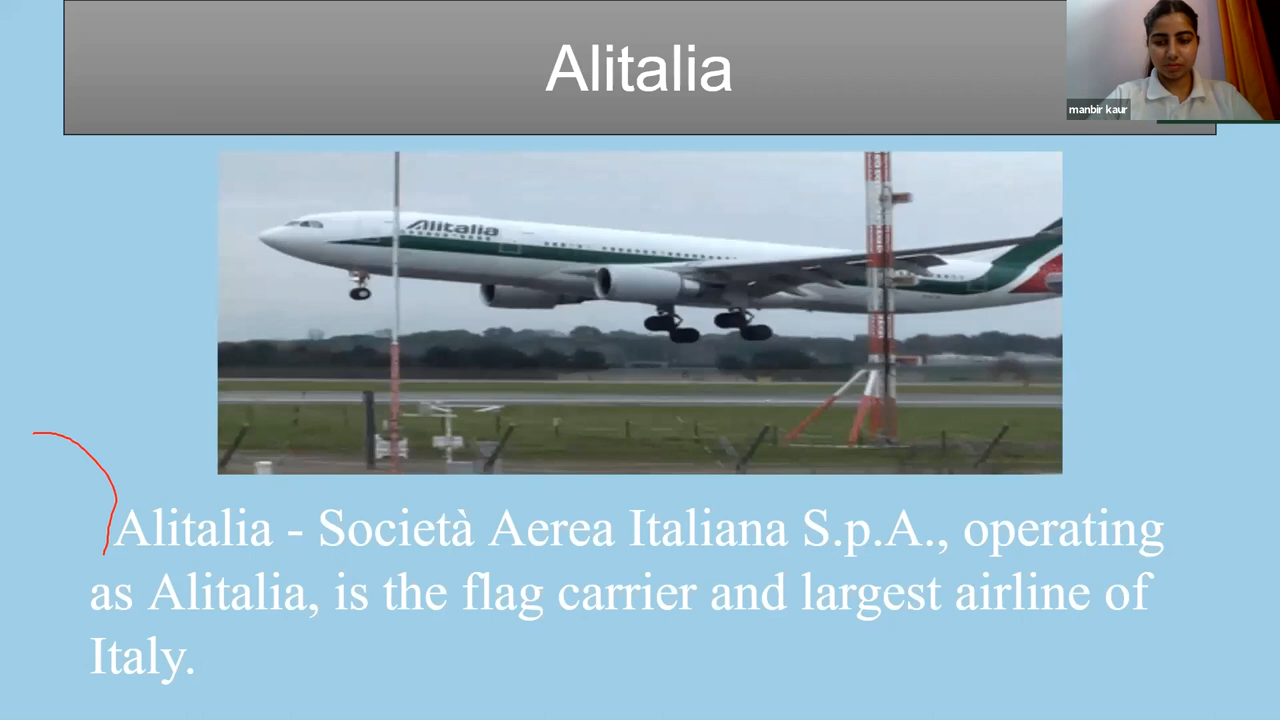 Alitalia
manbir kaur
Alitalia
Alitalia - Società Aerea Italiana S.p.A., operating
as Alitalia, is the flag carrier and largest airline of
Italy.